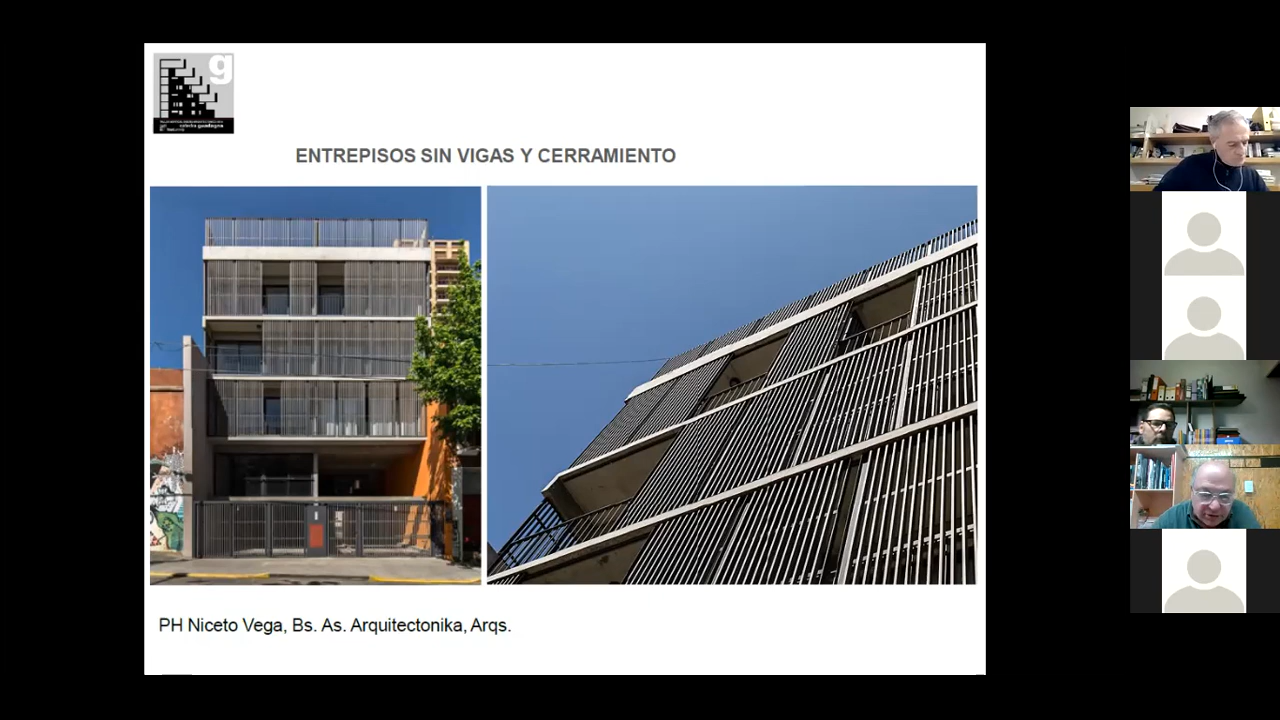 g
ENTREPISOS SIN VIGAS Y CERRAMIENTO
PH Niceto Vega, Bs. As. Arquitectonika, Arqs.